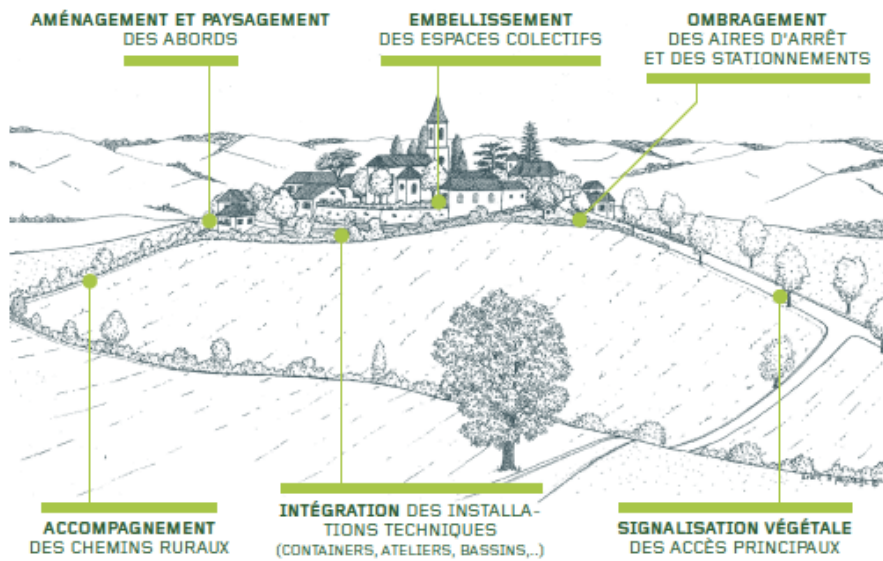 AMÉNAGEMENT ET PAYSAGEMENT
DES ABORDS
EMBELLISSEMENT
DES ESPACES COLECTIFS
OMBRAGEMENT
DES AIRES D'ARRÊT
ET DES STATIONNEMENTS
ACCOMPAGNEMENT
DES CHEMINS RURAUX
INTÉGRATION DES INSTALLA-
TIONS TECHNIQUES
(CONTAINERS, ATELIERS, BASSINS,..)
SIGNALISATION VÉGÉTALE
DES ACCÈS PRINCIPAUX